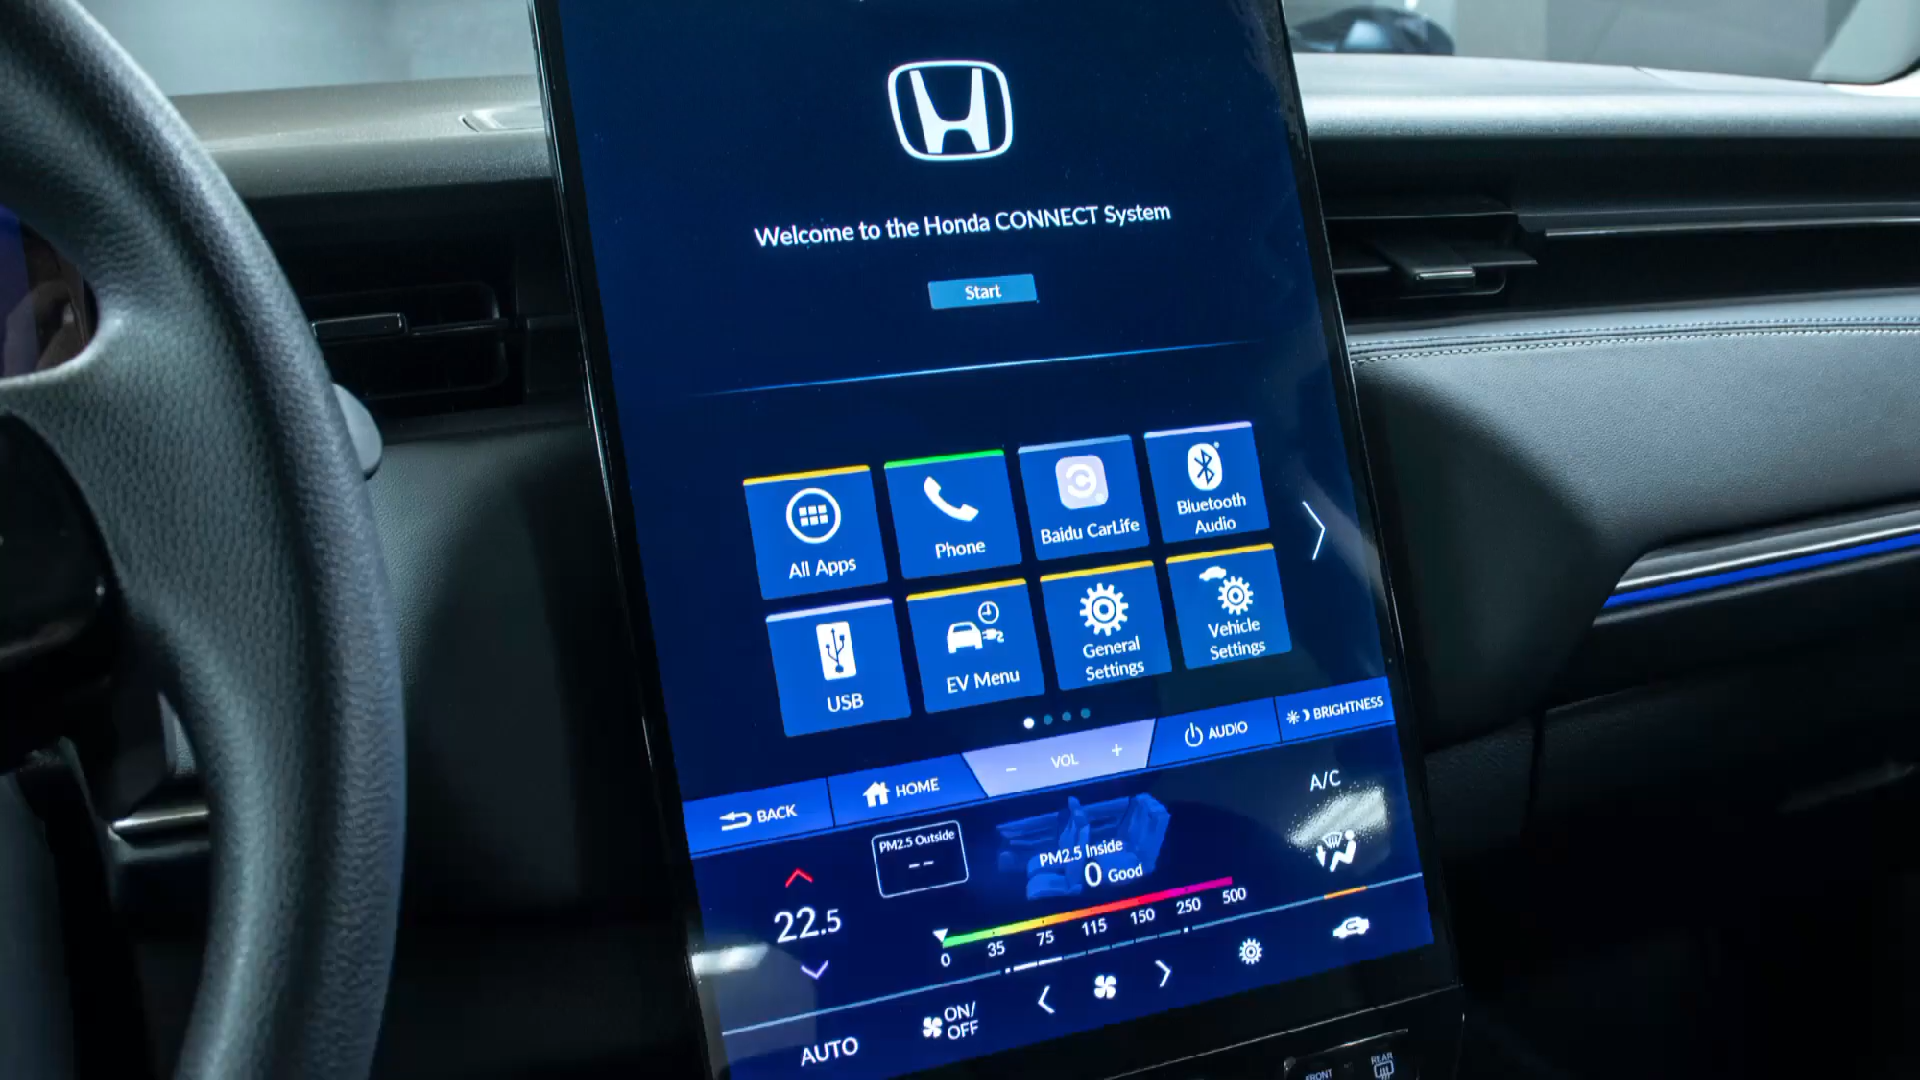 Welcome to the Honda CONNECT System
Start
All Apps
Phone
Baidu CarLife
Bluetooth
Audio
USB
EV Menu
General
Settings
Vehicle
Settings
BACK
HOME
- VOL +
AUDIO
BRIGHTNESS
PM2.5 Outside
--
PM2.5 Inside
0 Good
A/C
22.5
0 35 75 115 150 250 500
AUTO
ON/
OFF
FRONT
REAR